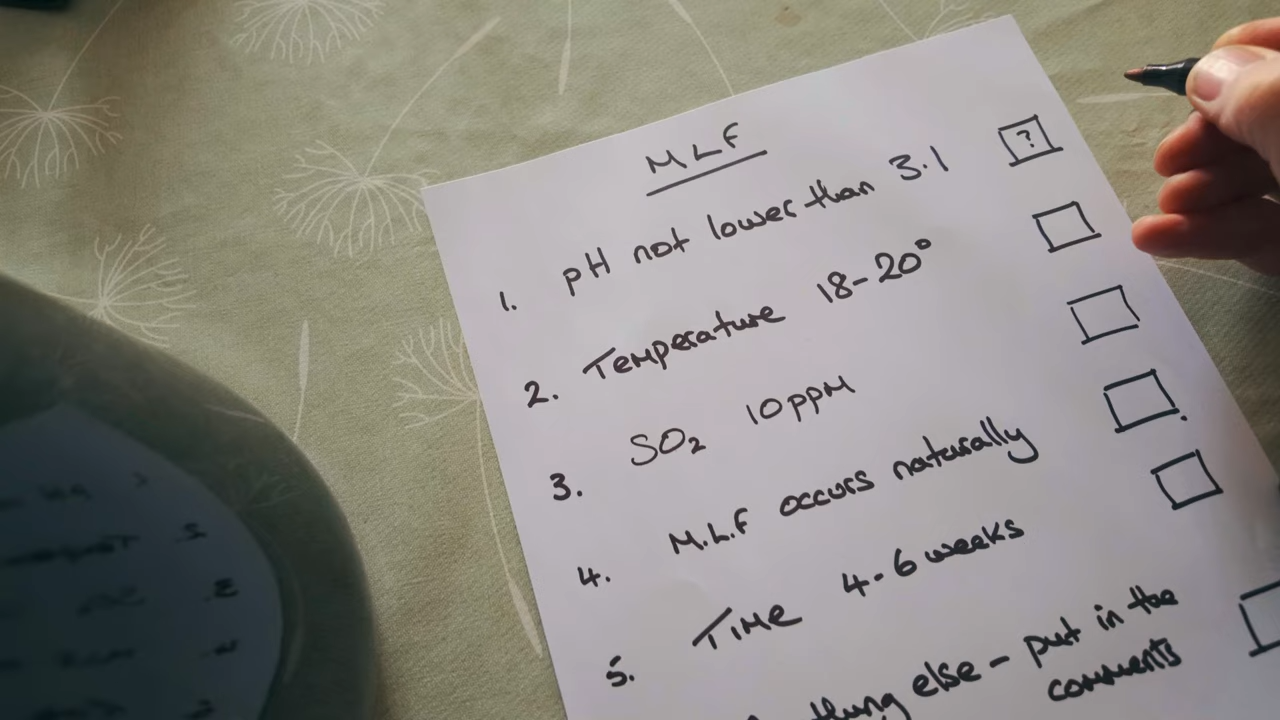 MLF
1. pH not lower than 3.1 ?
2. Temperature 18-20°
3. SO₂ 10ppm
4. M.L.F occurs naturally
5. Time 4-6 weeks
else - put in the
comments